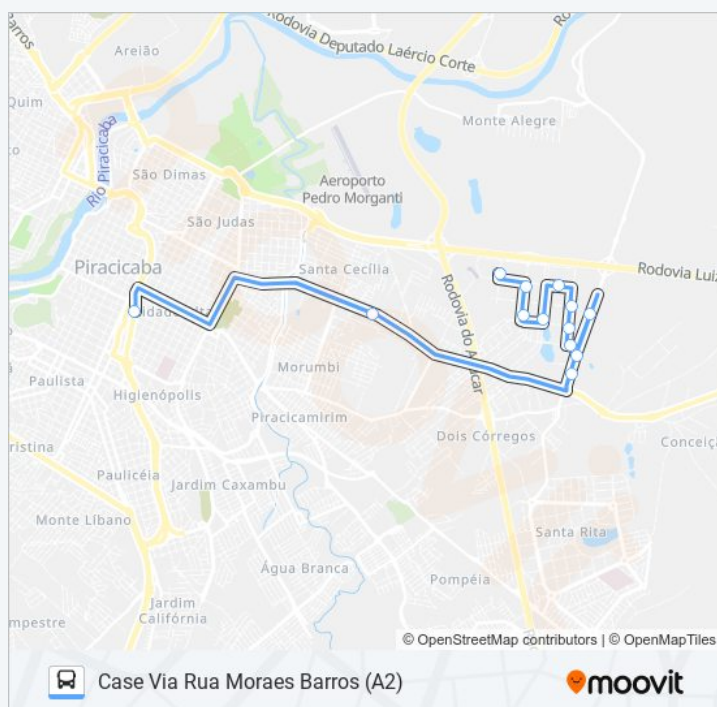 arros
Rodovia Deputado Laércio Corte
Areião
Quim
Monte Alegre
Rio Piracicaba
São Dimas
Aeroporto
Pedro Morganti
São Judas
Piracicaba
Santa Cecília
Rodovia Luiz
Rodovia do Açúcar
Morumbi
Paulista
Higienópolis
Piracicamirim
Dois Córregos
Conceiçã
ristina
Paulicéia
Jardim Caxambu
Monte Líbano
Santa Rita
Água Branca
Pompéia
Jardim
Califórnia
mpestre
© OpenStreetMap contributors | © OpenMapTiles
Case Via Rua Moraes Barros (A2)
moovit